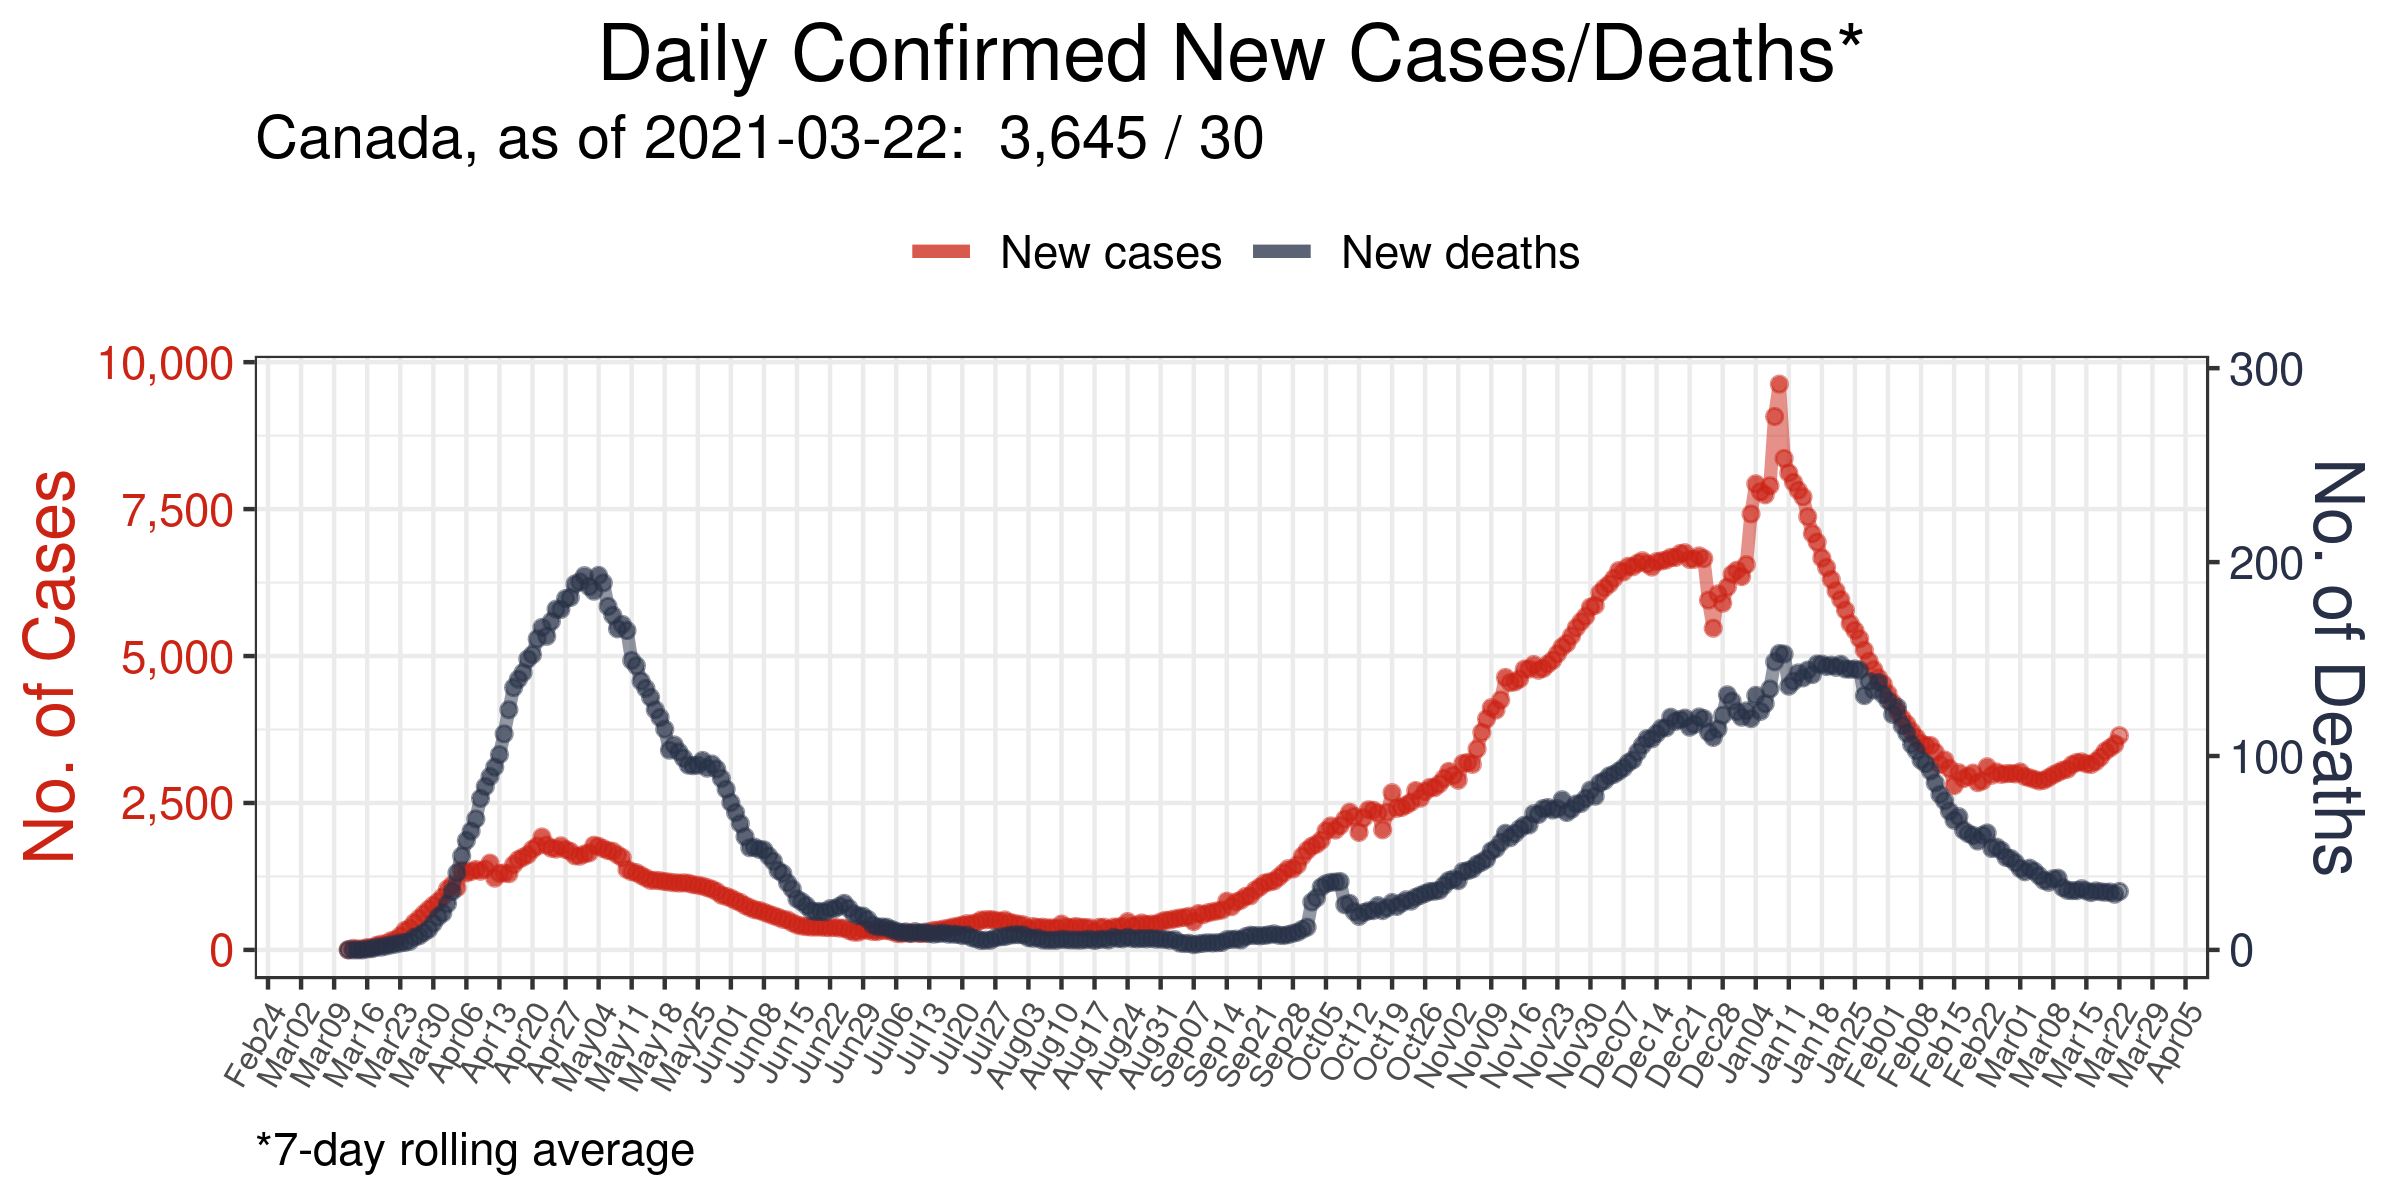 Daily Confirmed New Cases/Deaths*
Canada, as of 2021-03-22:  3,645 / 30
New cases
New deaths
No. of Cases
10,000
7,500
5,000
2,500
0
300
200
100
0
No. of Deaths
Feb24
Mar02
Mar09
Mar16
Mar23
Mar30
Apr06
Apr13
Apr20
Apr27
May04
May11
May18
May25
Jun01
Jun08
Jun15
Jun22
Jun29
Jul06
Jul13
Jul20
Jul27
Aug03
Aug10
Aug17
Aug24
Aug31
Sep07
Sep14
Sep21
Sep28
Oct05
Oct12
Oct19
Oct26
Nov02
Nov09
Nov16
Nov23
Nov30
Dec07
Dec14
Dec21
Dec28
Jan04
Jan11
Jan18
Jan25
Feb01
Feb08
Feb15
Feb22
Mar01
Mar08
Mar15
Mar22
Mar29
Apr05
*7-day rolling average